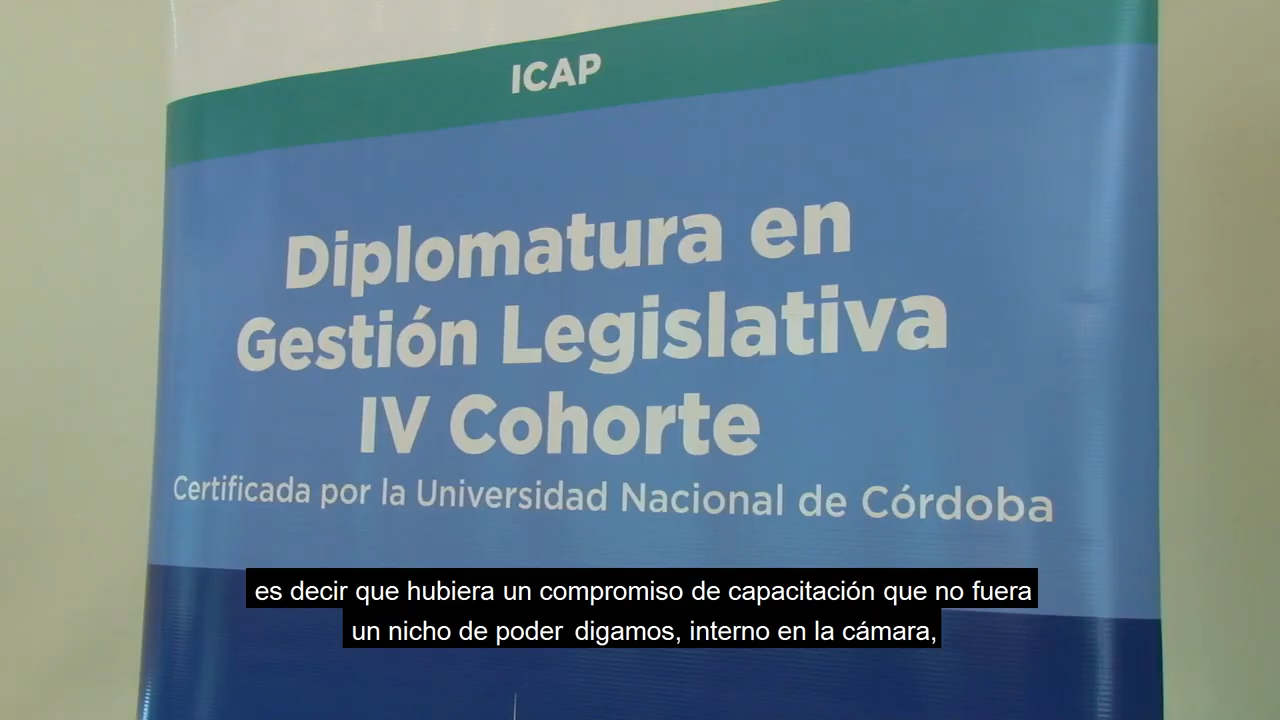 ICAP
Diplomatura en
Gestión Legislativa
IV Cohorte
Certificada por la Universidad Nacional de Córdoba
es decir que hubiera un compromiso de capacitación que no fuera
un nicho de poder digamos, interno en la cámara,